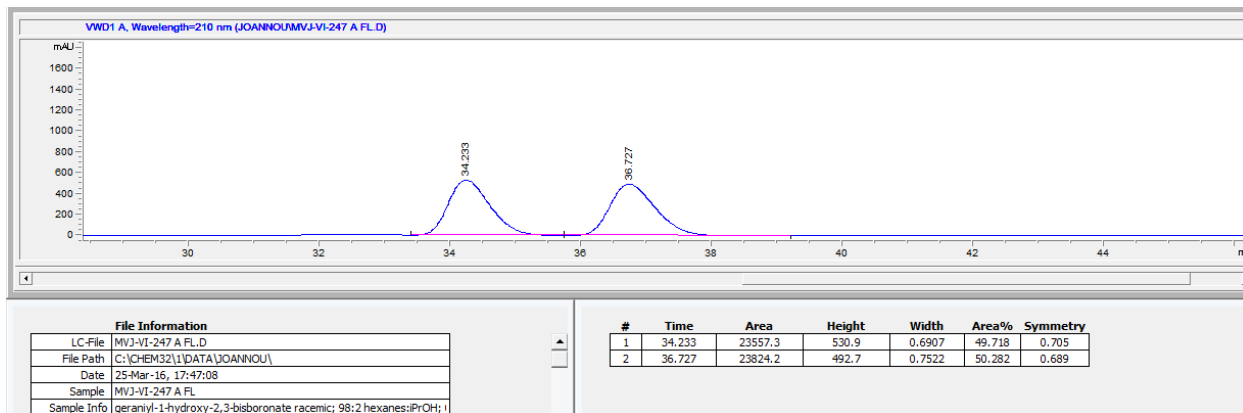 VWD1 A, Wavelength=210 nm (JOANNOU\MVJ-VI-247 A FL.D)
mAU
1600
1400
1200
1000
800
600
400
200
0
34.233
36.727
30 32 34 36 38 40 42 44 m
File Information
LC-File MVJ-VI-247 A FL.D
File Path C:\CHEM32\1\DATA\JOANNOU\
Date 25-Mar-16, 17:47:08
Sample MVJ-VI-247 A FL
Sample Info geraniyl-1-hydroxy-2,3-bisboronate racemic; 98:2 hexanes:iPrOH;
# Time Area Height Width Area% Symmetry
1 34.233 23557.3 530.9 0.6907 49.718 0.705
2 36.727 23824.2 492.7 0.7522 50.282 0.689